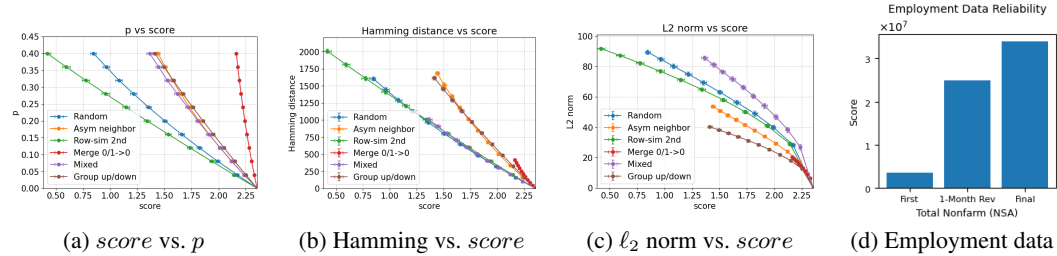 p vs score
0.45
0.40
0.35
0.30
0.25
0.20
0.15
0.10
0.05
0.00
p
Random
Asym neighbor
Row-sim 2nd
Merge 0/1->0
Mixed
Group up/down
0.50 0.75 1.00 1.25 1.50 1.75 2.00 2.25
score
(a) score vs. p
Hamming distance vs score
2000
1750
1500
1250
1000
750
500
250
0
Hamming distance
Random
Asym neighbor
Row-sim 2nd
Merge 0/1->0
Mixed
Group up/down
0.50 0.75 1.00 1.25 1.50 1.75 2.00 2.25
score
(b) Hamming vs. score
L2 norm vs score
100
80
60
40
20
0
L2 norm
Random
Asym neighbor
Row-sim 2nd
Merge 0/1->0
Mixed
Group up/down
0.50 0.75 1.00 1.25 1.50 1.75 2.00 2.25
score
(c) ℓ₂ norm vs. score
Employment Data Reliability
1e7
3
2
1
0
Score
First 1-Month Rev Final
Total Nonfarm (NSA)
(d) Employment data